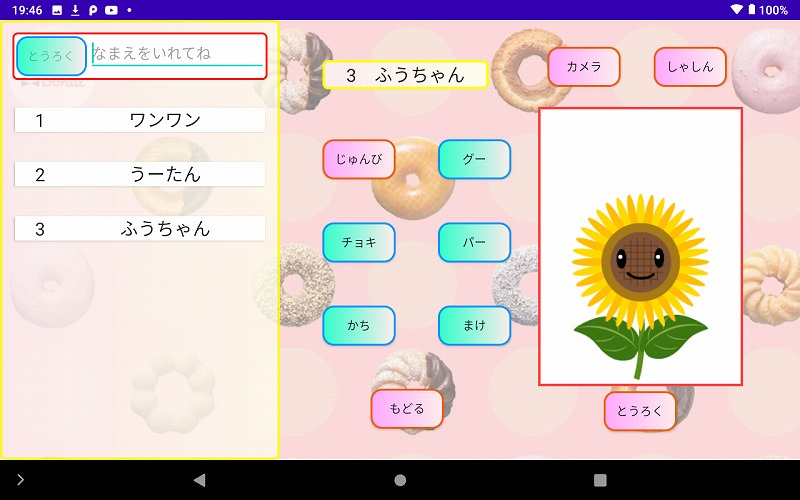 19:46
100%
とうろく なまえをいれてね
1 ワンワン
2 うーたん
3 ふうちゃん
3 ふうちゃん
カメラ しゃしん
じゅんび グー
チョキ パー
かち まけ
もどる とうろく